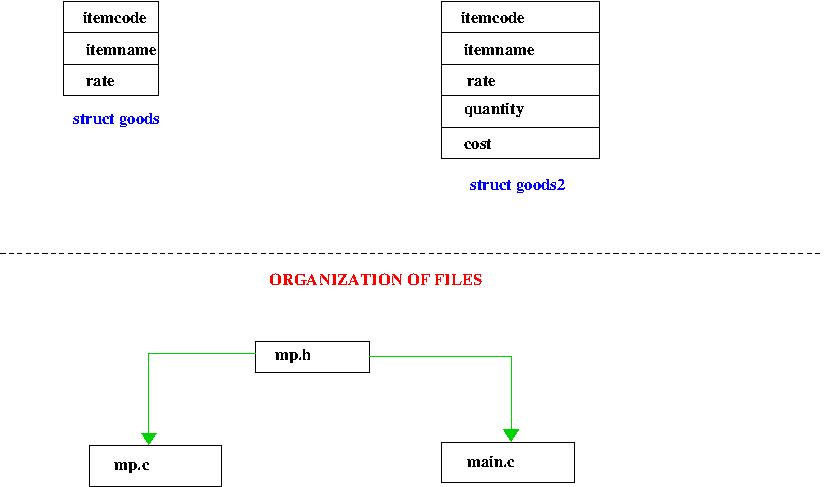 itemcode
itemname
rate
struct goods
itemcode
itemname
rate
quantity
cost
struct goods2
ORGANIZATION OF FILES
mp.h
mp.c
main.c